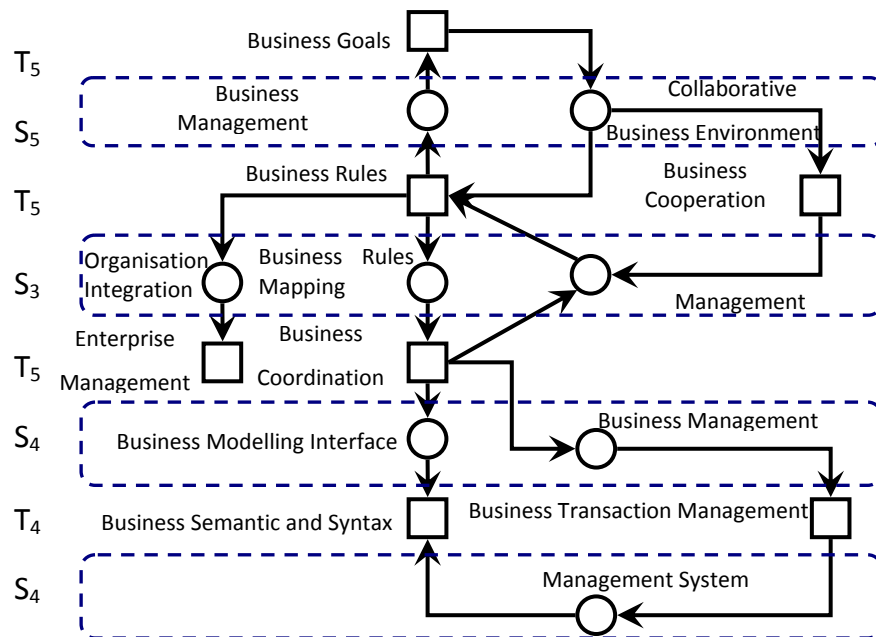 Business Goals
T5
Business
Management
Collaborative
Business Environment
S5
Business Rules
Business
Cooperation
T5
Organisation
Integration
Business
Mapping
Rules
S3
Management
Enterprise
Management
Business
Coordination
T5
Business Management
S4
Business Modelling Interface
T4
Business Semantic and Syntax
Business Transaction Management
Management System
S4